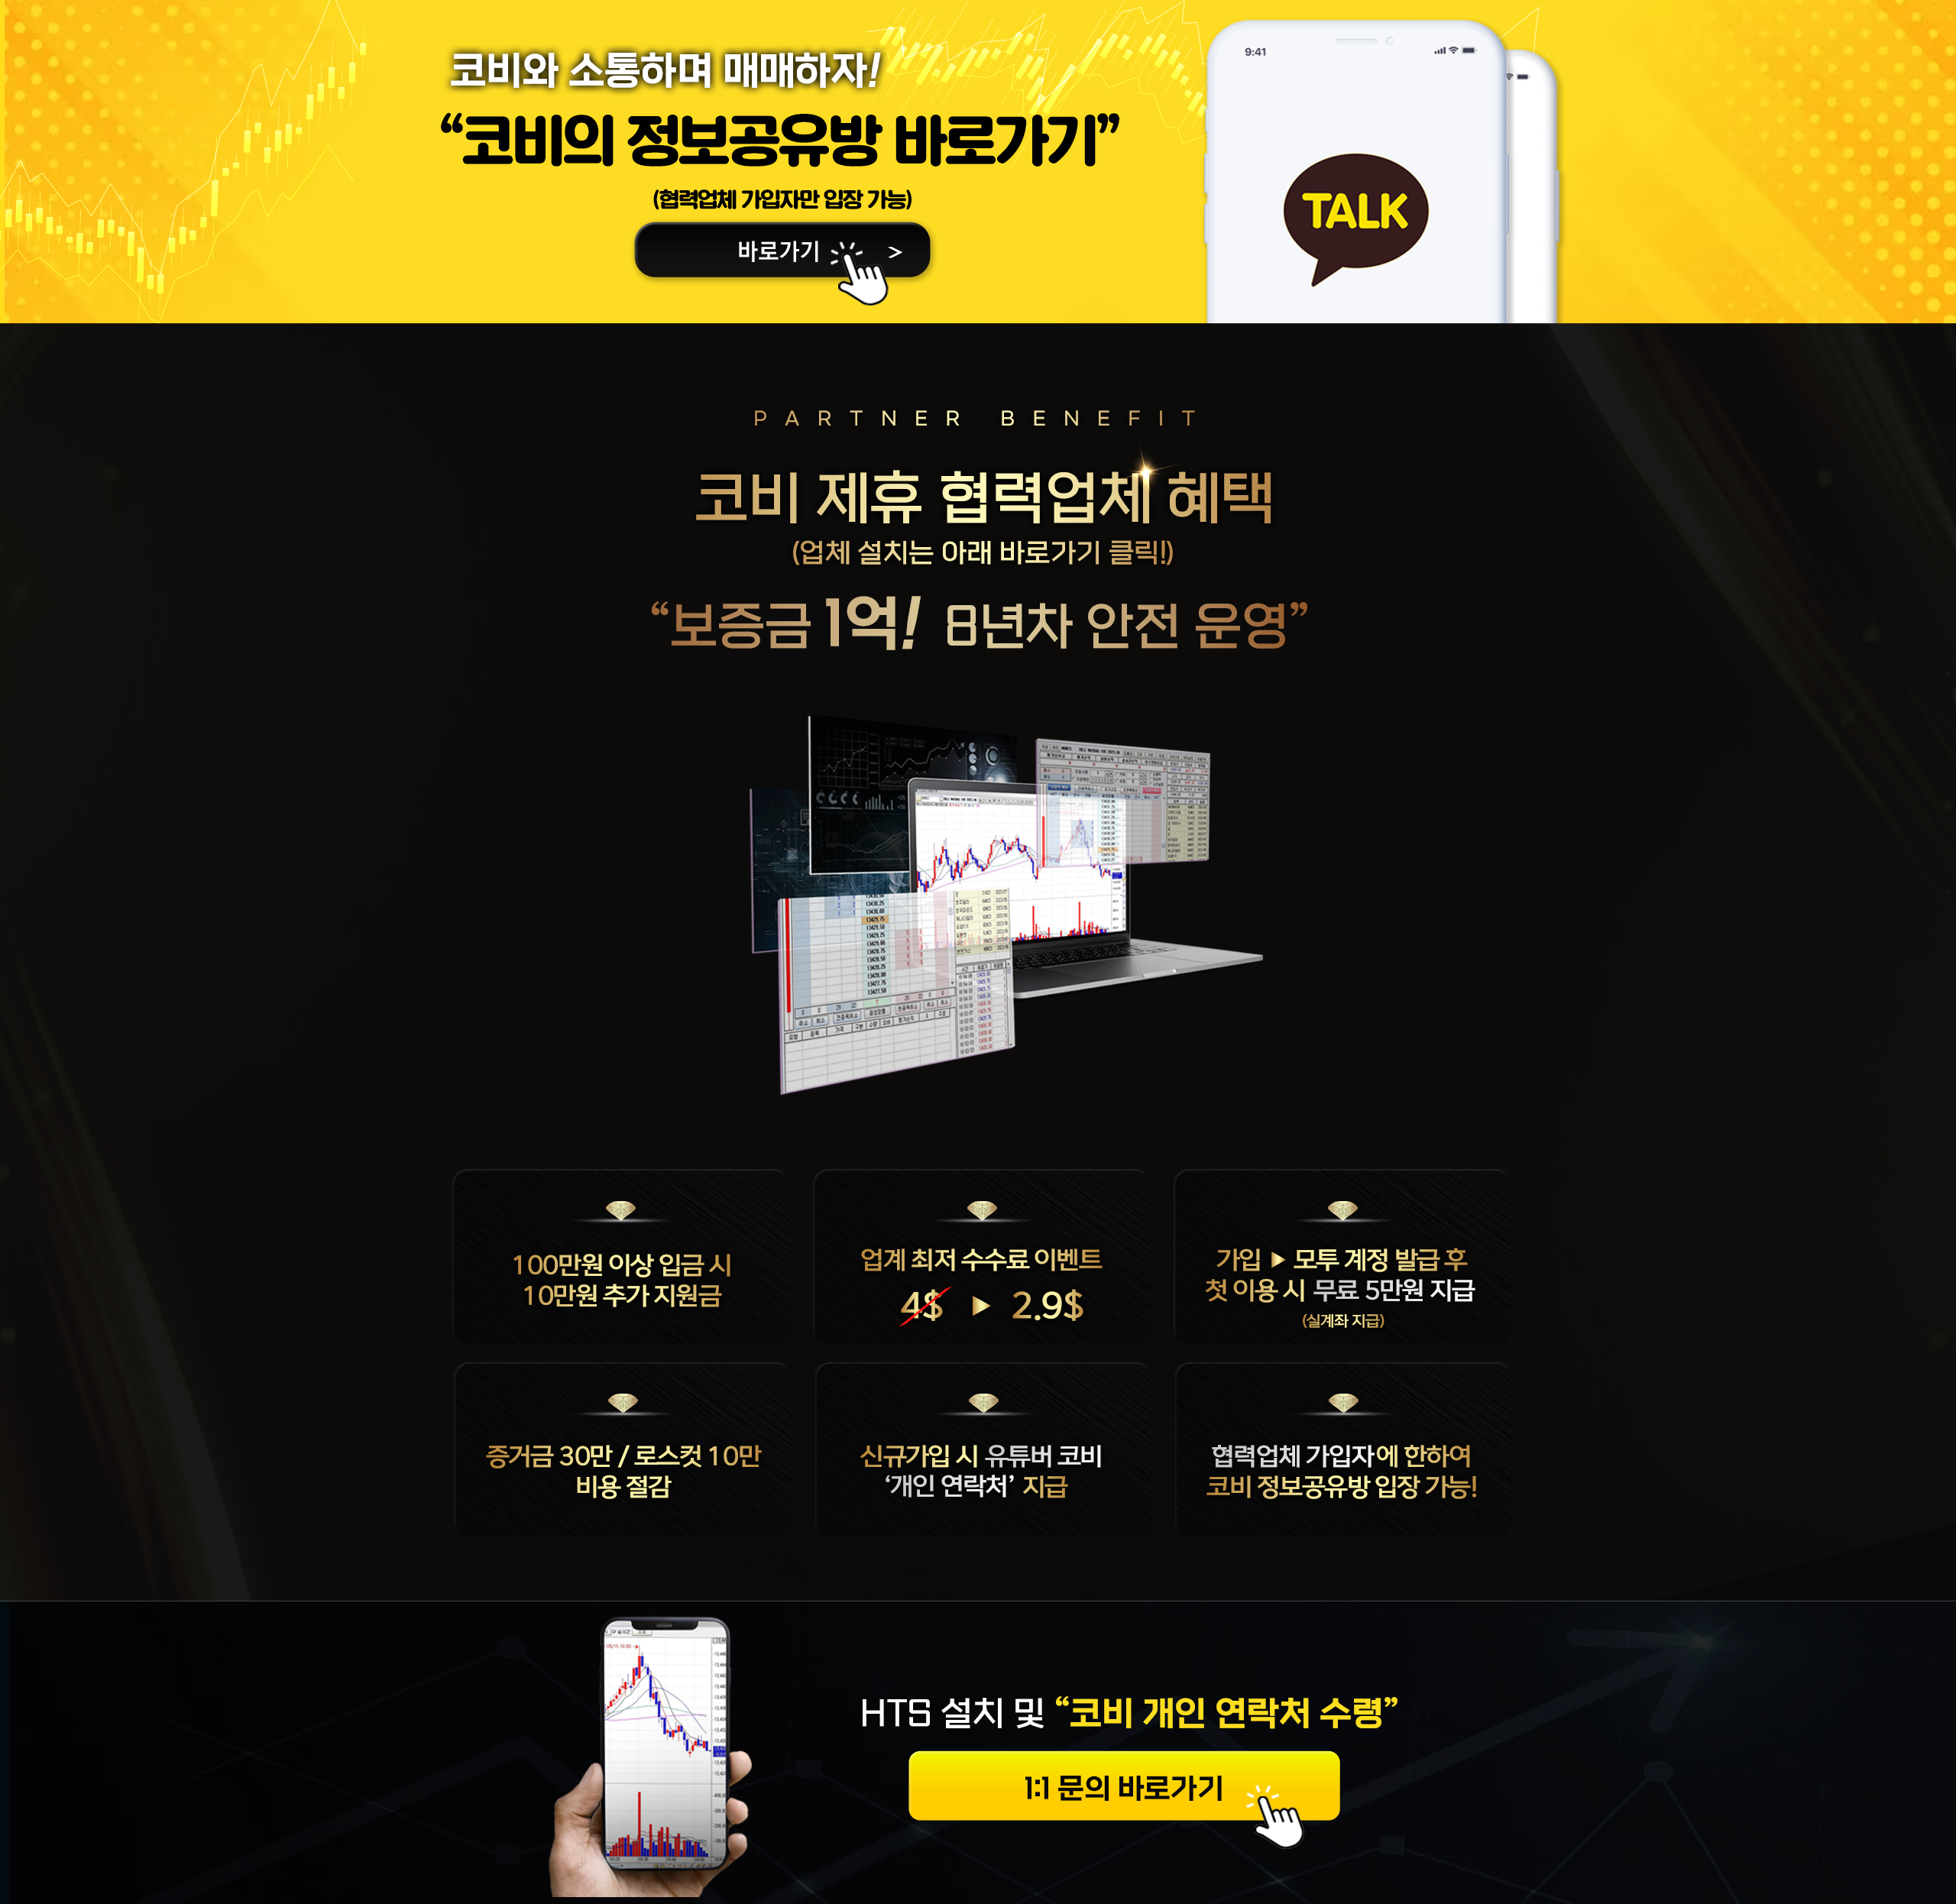 코비와 소통하며 매매하자!
“코비의 정보공유방 바로가기”
(협력업체 가입자만 입장 가능)
바로가기 >
9:41
TALK
PARTNER BENEFIT
코비 제휴 협력업체 혜택
(업체 설치는 아래 바로가기 클릭!)
“보증금 1억! 8년차 안전 운영”
100만원 이상 입금 시
10만원 추가 지원금
업계 최저 수수료 이벤트
4$ ▶ 2.9$
가입 ▶ 모투 계정 발급 후
첫 이용 시 무료 5만원 지급
(실계좌 지급)
증거금 30만 / 로스컷 10만
비용 절감
신규가입 시 유튜버 코비
‘개인 연락처’ 지급
협력업체 가입자에 한하여
코비 정보공유방 입장 가능!
HTS 설치 및 “코비 개인 연락처 수령”
1:1 문의 바로가기